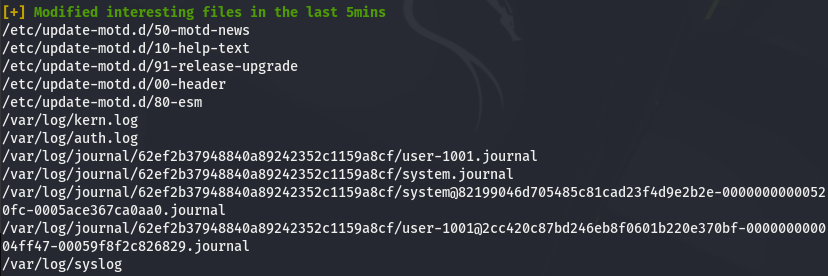 [+] Modified interesting files in the last 5mins
/etc/update-motd.d/50-motd-news
/etc/update-motd.d/10-help-text
/etc/update-motd.d/91-release-upgrade
/etc/update-motd.d/00-header
/etc/update-motd.d/80-esm
/var/log/kern.log
/var/log/auth.log
/var/log/journal/62ef2b37948840a89242352c1159a8cf/user-1001.journal
/var/log/journal/62ef2b37948840a89242352c1159a8cf/system.journal
/var/log/journal/62ef2b37948840a89242352c1159a8cf/system@82199046d705485c81cad23f4d9e2b2e-0000000000052
0fc-0005ace367ca0aa0.journal
/var/log/journal/62ef2b37948840a89242352c1159a8cf/user-1001@2cc420c87bd246eb8f0601b220e370bf-0000000000
04ff47-00059f8f2c826829.journal
/var/log/syslog